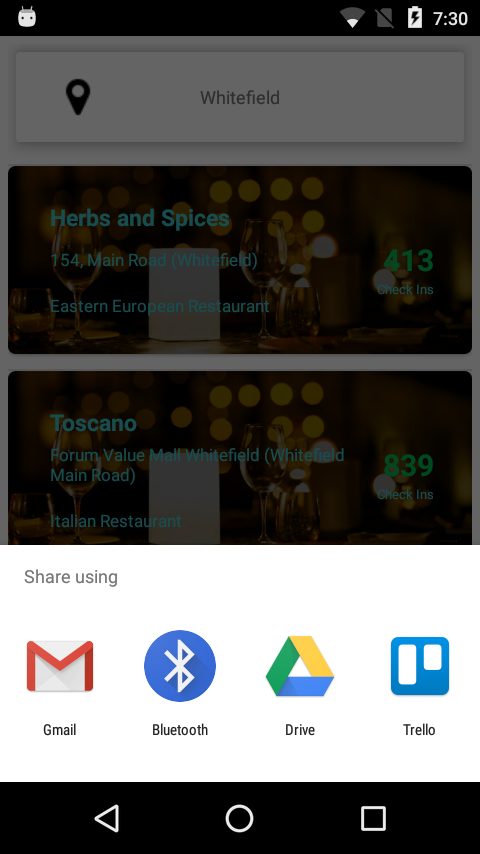 7:30
Whitefield
Herbs and Spices
154, Main Road (Whitefield)
413
Check Ins
Eastern European Restaurant
Toscano
Forum Value Mall Whitefield (Whitefield
Main Road)
839
Check Ins
Italian Restaurant
Share using
Gmail
Bluetooth
Drive
Trello